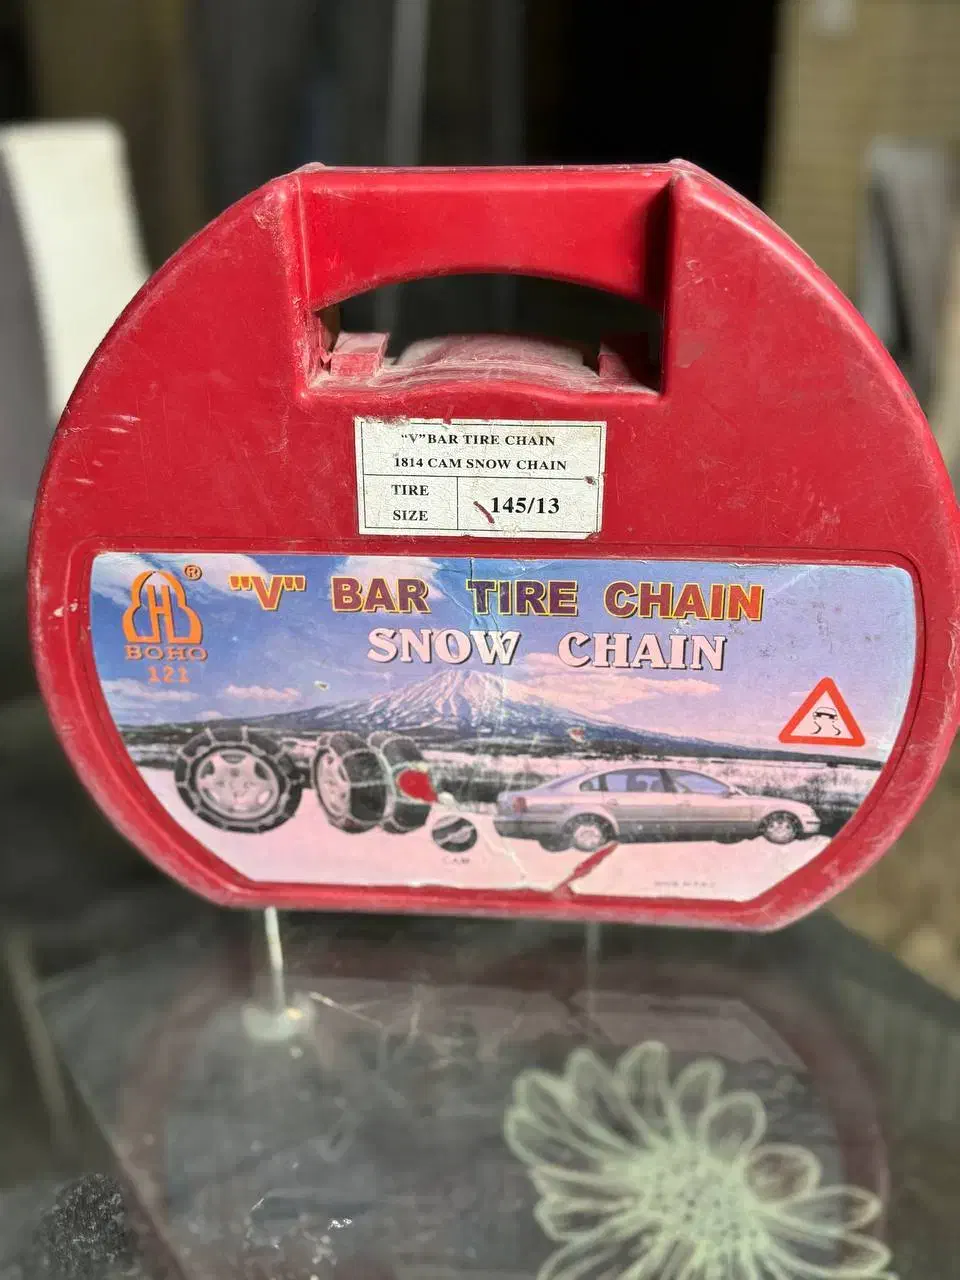 "V"BAR TIRE CHAIN
1814 CAM SNOW CHAIN
TIRE SIZE
145/13
®
BOHO
121
"V" BAR TIRE CHAIN
SNOW CHAIN
CAM